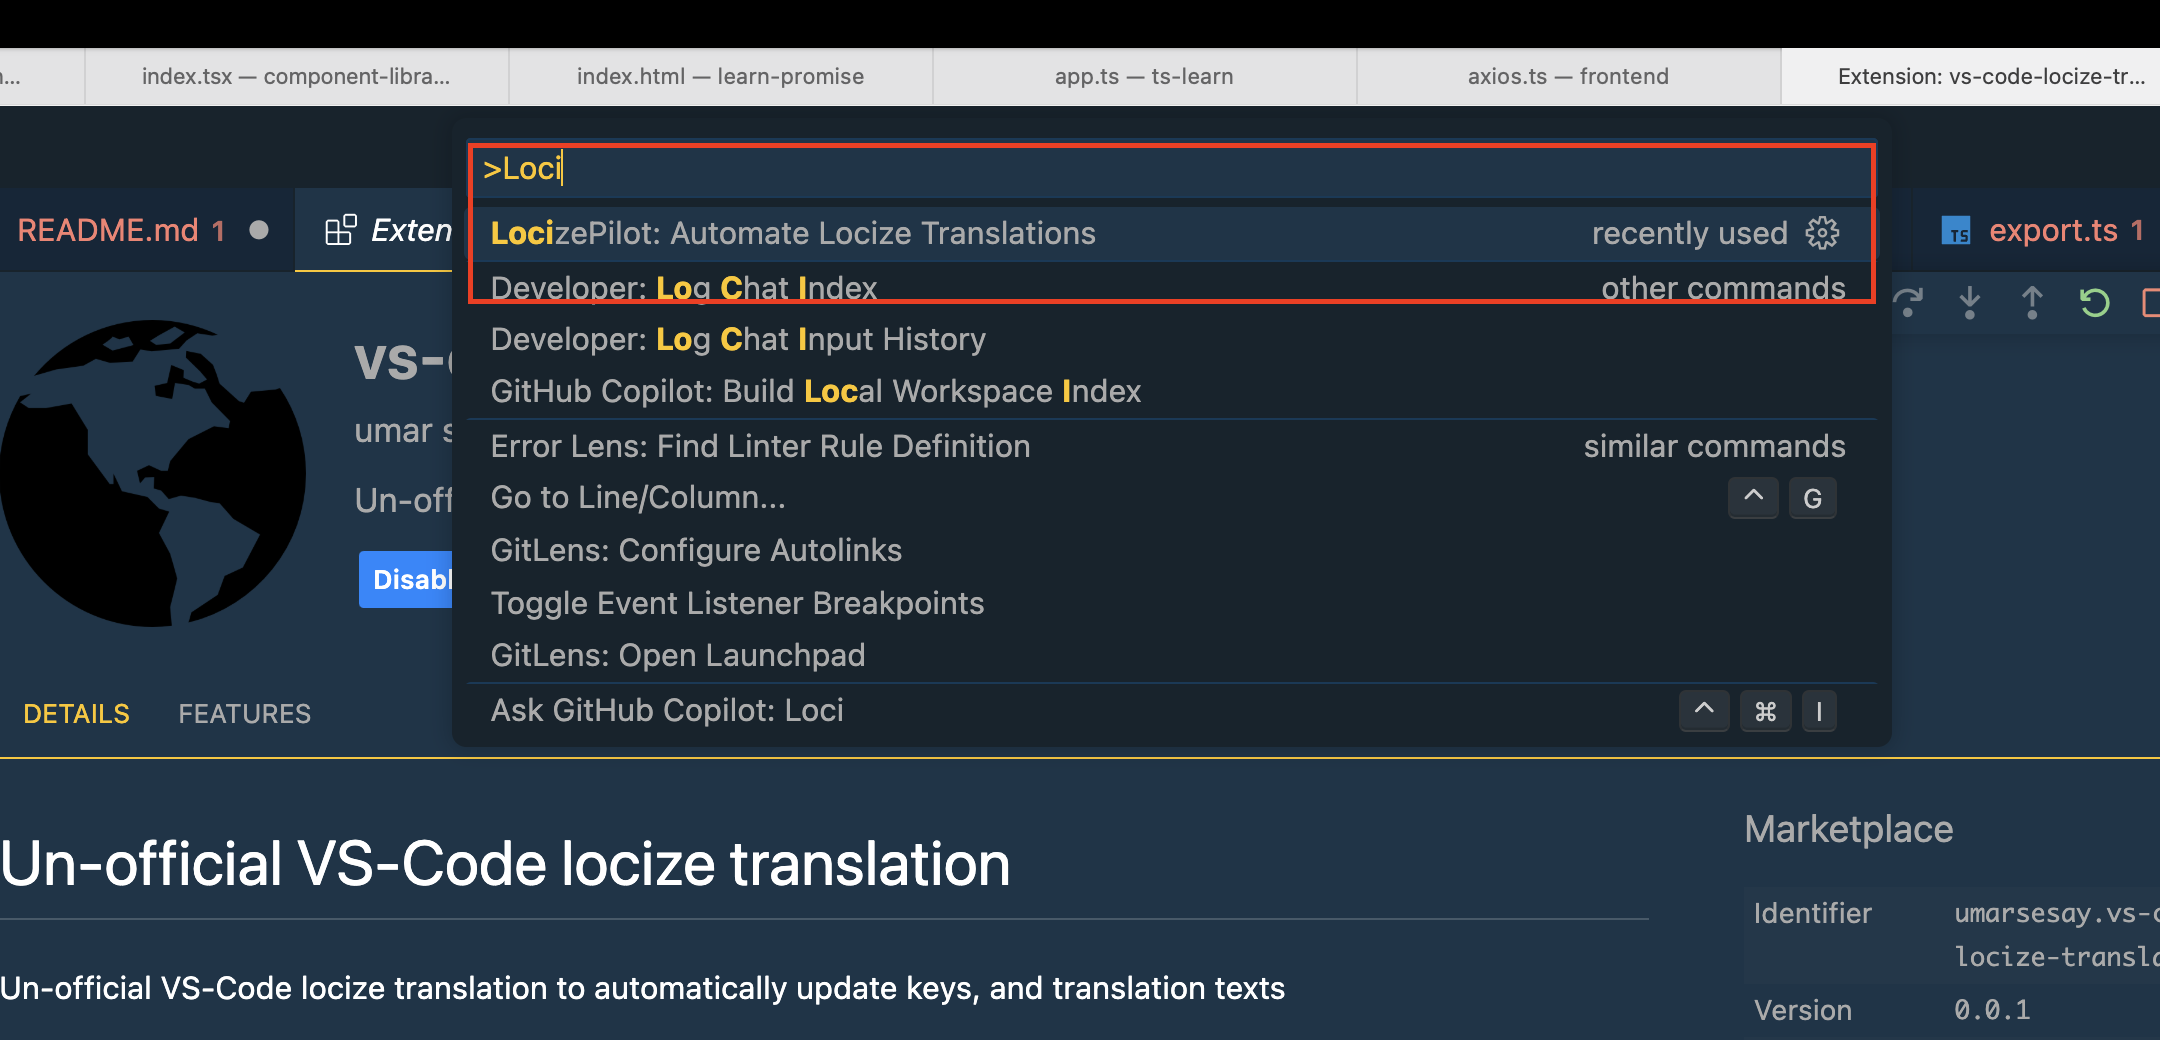 n...
index.tsx — component-libra...
index.html — learn-promise
app.ts — ts-learn
axios.ts — frontend
Extension: vs-code-locize-tr...
>Loci
README.md 1
Exten
LocizePilot: Automate Locize Translations
recently used
TS export.ts 1
Developer: Log Chat Index
other commands
Developer: Log Chat Input History
vs-
GitHub Copilot: Build Local Workspace Index
umar s
Error Lens: Find Linter Rule Definition
similar commands
Un-off
Go to Line/Column...
^ G
GitLens: Configure Autolinks
Disabl
Toggle Event Listener Breakpoints
GitLens: Open Launchpad
DETAILS
FEATURES
Ask GitHub Copilot: Loci
^ ⌘ I
Un-official VS-Code locize translation
Marketplace
Identifier
umarsesay.vs-c
locize-transla
Un-official VS-Code locize translation to automatically update keys, and translation texts
Version
0.0.1